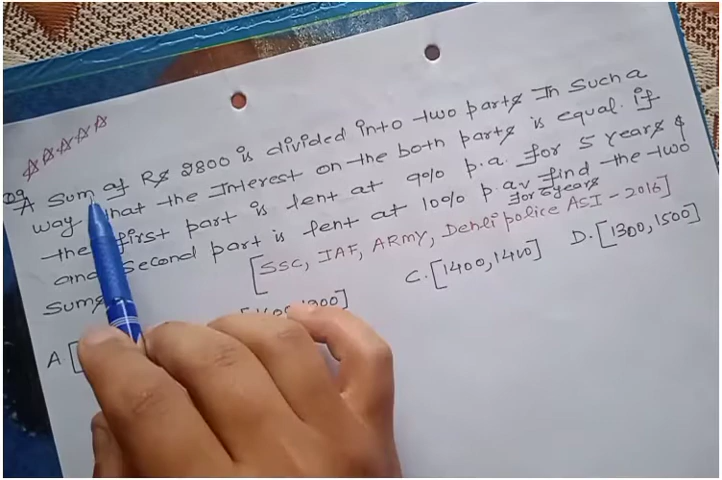 Q9
A Sum of Rs 2800 is divided into two parts In Such a
way that the Interest on the both parts is equal. If
the first part is lent at 9% p.a. for 5 Years &
and Second part is lent at 10% p.a find the two
for 6 years
Sums
[SSC, IAF, ARMY, Dehli police ASI - 2016]
A. [
C. [1400, 1400]
D. [1300, 1500]